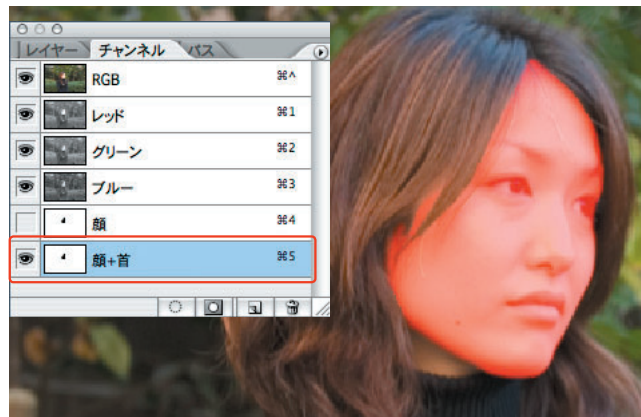 レイヤー チャンネル パス
RGB ⌘^
レッド ⌘1
グリーン ⌘2
ブルー ⌘3
顔 ⌘4
顔+首 ⌘5